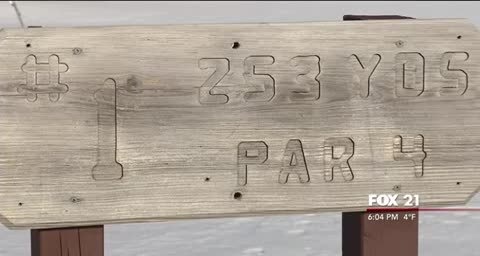 # 1 253 YDS
PAR 4
FOX 21
6:04 PM 4°F